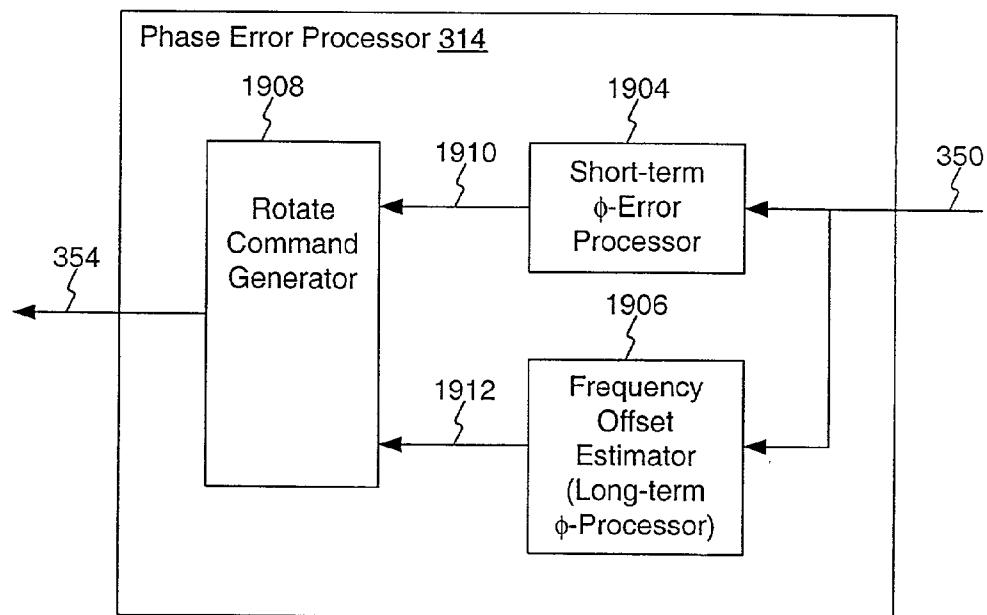 Phase Error Processor 314
1908
1904
1910
350
Short-term
ϕ-Error
Processor
Rotate
Command
Generator
354
1906
1912
Frequency
Offset
Estimator
(Long-term
ϕ-Processor)